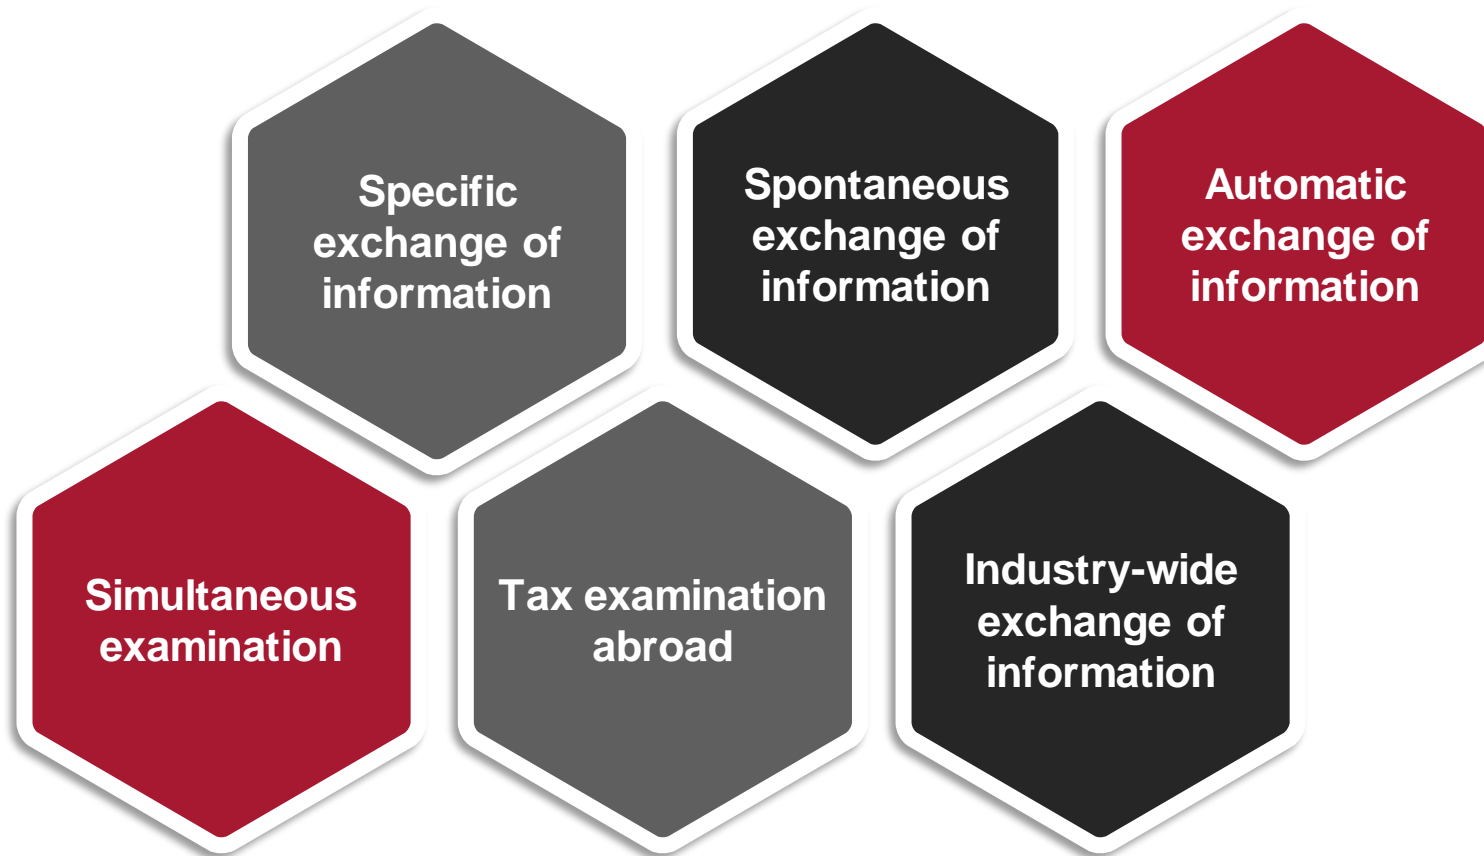 Specific
exchange of
information
Spontaneous
exchange of
information
Automatic
exchange of
information
Simultaneous
examination
Tax examination
abroad
Industry-wide
exchange of
information